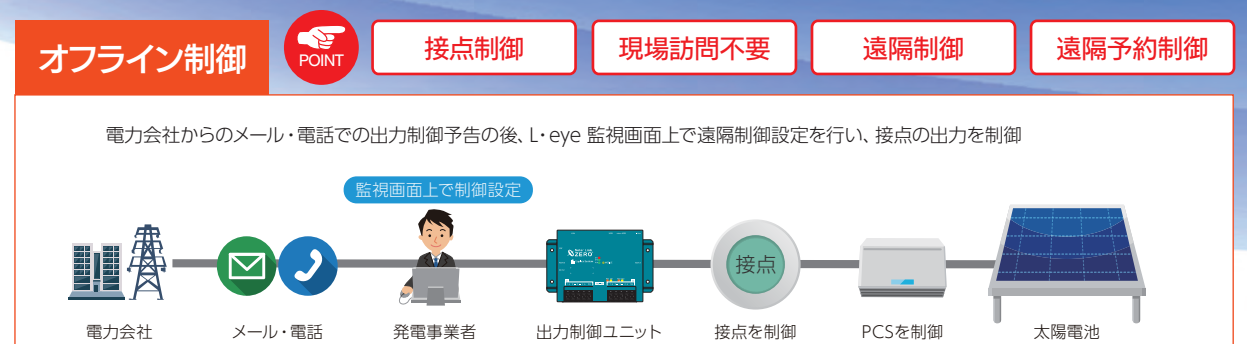 オフライン制御
POINT
接点制御
現場訪問不要
遠隔制御
遠隔予約制御
電力会社からのメール・電話での出力制御予告の後、L・eye 監視画面上で遠隔制御設定を行い、接点の出力を制御
監視画面上で制御設定
ZERO
接点
電力会社
メール・電話
発電事業者
出力制御ユニット
接点を制御
PCSを制御
太陽電池